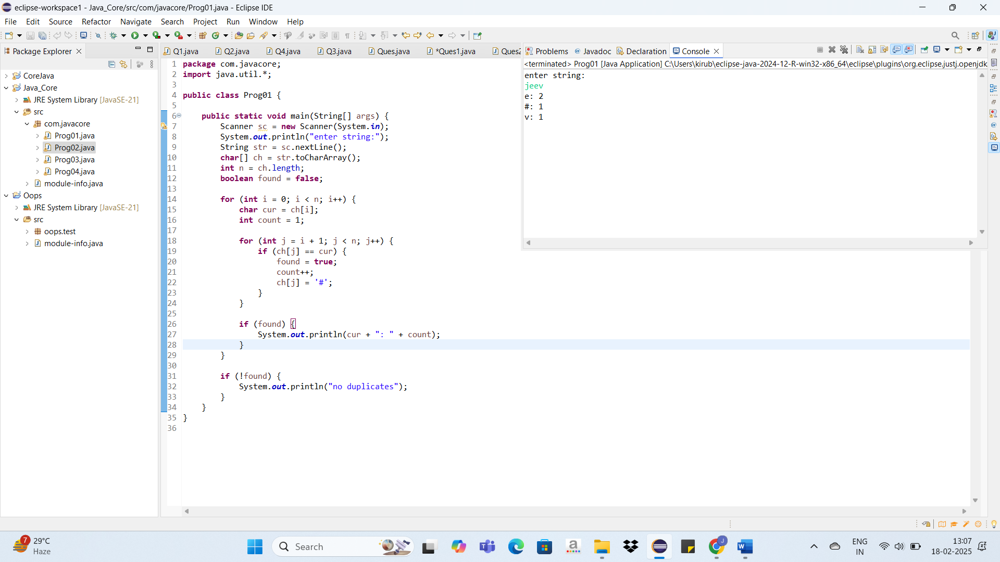 eclipse-workspace1 - Java_Core/src/com/javacore/Prog01.java - Eclipse IDE
File Edit Source Refactor Navigate Search Project Run Window Help
Package Explorer
CoreJava
Java_Core
JRE System Library [JavaSE-21]
src
com.javacore
Prog01.java
Prog02.java
Prog03.java
Prog04.java
module-info.java
Oops
JRE System Library [JavaSE-21]
src
oops.test
module-info.java
Q1.java Q2.java Q4.java Q3.java Ques.java *Ques1.java Ques2
1 package com.javacore;
2 import java.util.*;
3
4 public class Prog01 {
5
6 public static void main(String[] args) {
7 Scanner sc = new Scanner(System.in);
8 System.out.println("enter string:");
9 String str = sc.nextLine();
10 char[] ch = str.toCharArray();
11 int n = ch.length;
12 boolean found = false;
13
14 for (int i = 0; i < n; i++) {
15 char cur = ch[i];
16 int count = 1;
17
18 for (int j = i + 1; j < n; j++) {
19 if (ch[j] == cur) {
20 found = true;
21 count++;
22 ch[j] = '#';
23 }
24 }
25
26 if (found) {
27 System.out.println(cur + ": " + count);
28 }
29 }
30
31 if (!found) {
32 System.out.println("no duplicates");
33 }
34 }
35 }
36
Problems Javadoc Declaration Console
<terminated> Prog01 [Java Application] C:\Users\kirub\eclipse-java-2024-12-R-win32-x86_64\eclipse\plugins\org.eclipse.justj.openjdk
enter string:
jeev
e: 2
#: 1
v: 1
7
29°C
Haze
Search
ENG
IN
13:07
18-02-2025